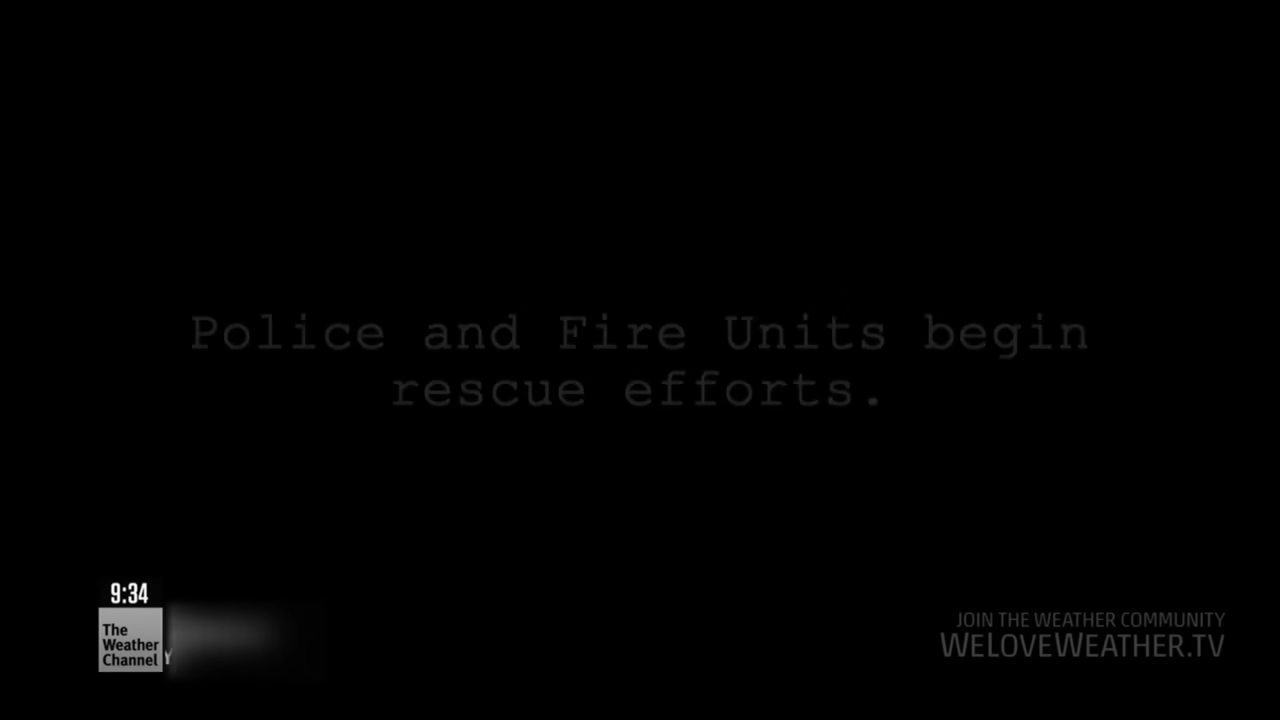 Police and Fire Units begin
rescue efforts.
9:34
The
Weather
Channel
Y
JOIN THE WEATHER COMMUNITY
WELOVEWEATHER.TV